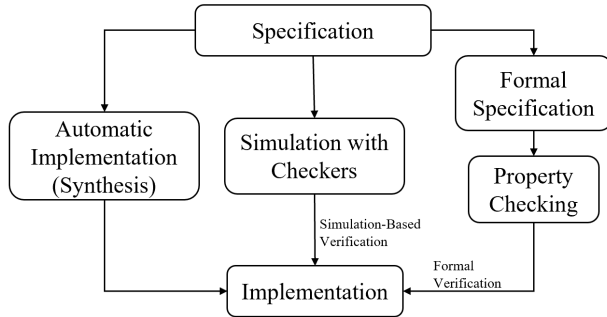 Specification
Formal
Specification
Automatic
Implementation
(Synthesis)
Simulation with
Checkers
Property
Checking
Simulation-Based
Verification
Formal
Verification
Implementation